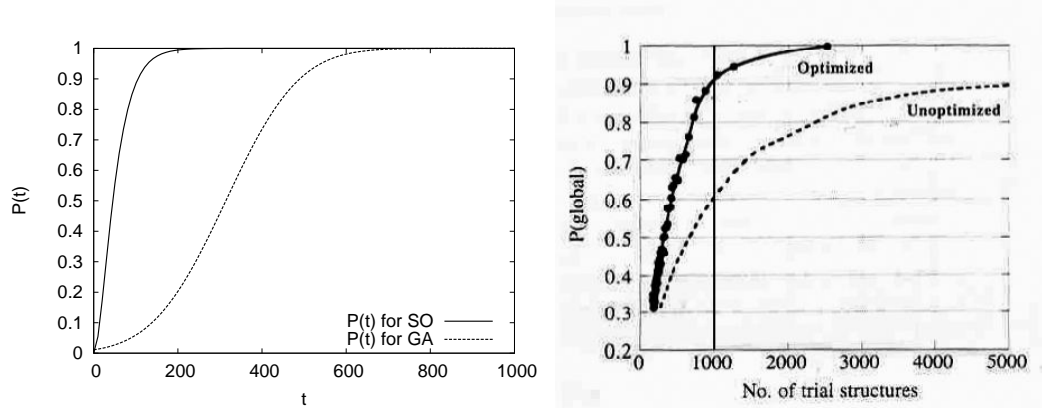 1
0.9
0.8
0.7
0.6
0.5
0.4
0.3
0.2
0.1
0
P(t)
P(t) for SO
P(t) for GA
0 200 400 600 800 1000
t
1
0.9
0.8
0.7
0.6
0.5
0.4
0.3
0.2
P(global)
Optimized
Unoptimized
0 1000 2000 3000 4000 5000
No. of trial structures